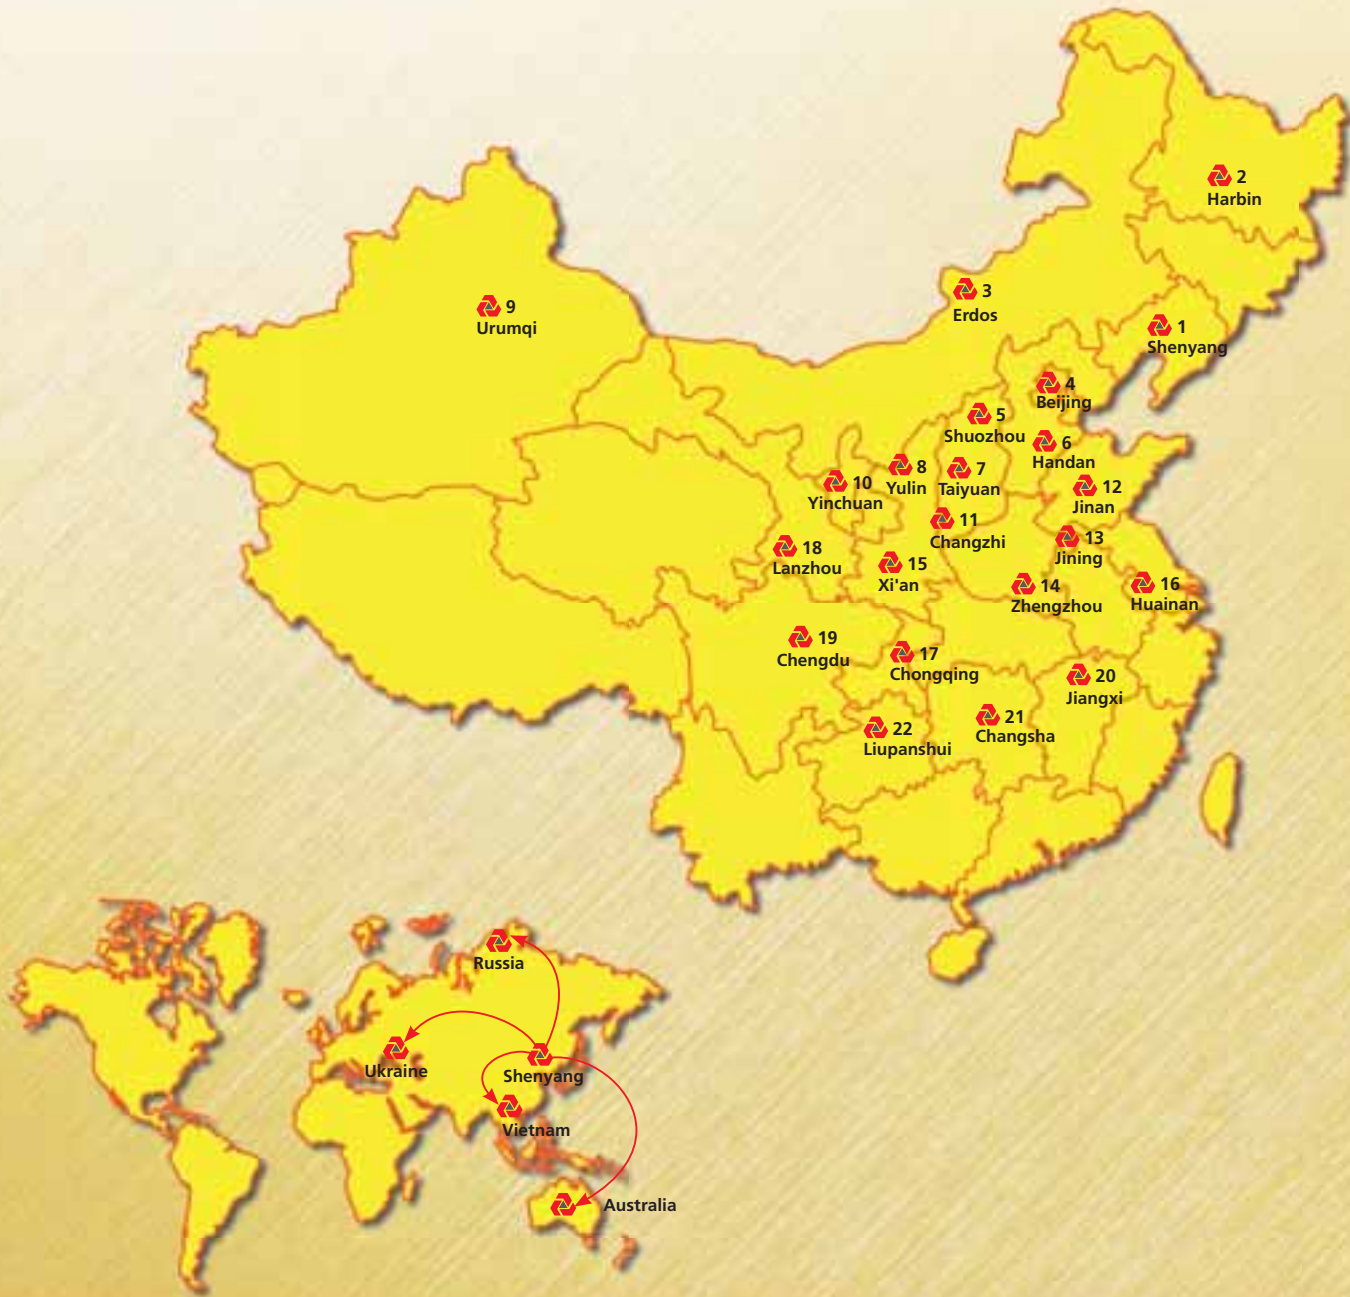 2
Harbin
3
Erdos
9
Urumqi
1
Shenyang
4
Beijing
5
Shuozhou
6
Handan
8
Yulin
7
Taiyuan
10
Yinchuan
12
Jinan
11
Changzhi
13
Jining
18
Lanzhou
15
Xi'an
14
Zhengzhou
16
Huainan
19
Chengdu
17
Chongqing
20
Jiangxi
21
Changsha
22
Liupanshui
Russia
Ukraine
Shenyang
Vietnam
Australia